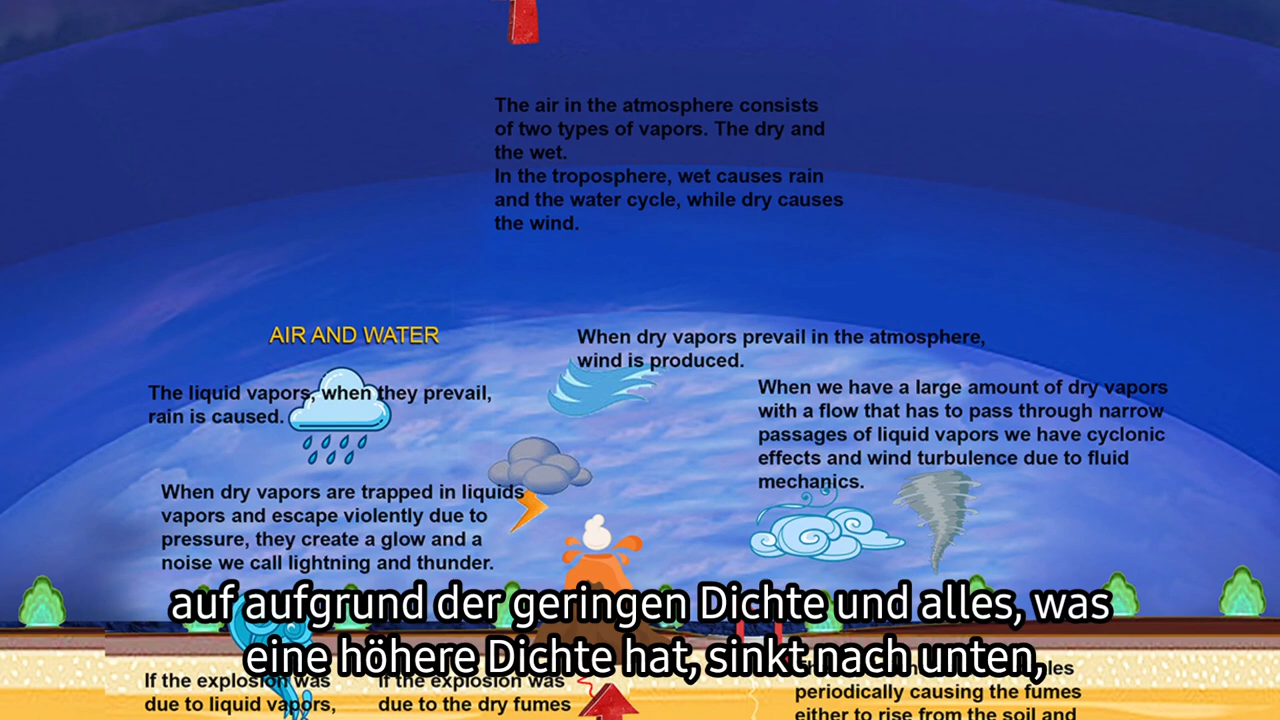 The air in the atmosphere consists
of two types of vapors. The dry and
the wet.
In the troposphere, wet causes rain
and the water cycle, while dry causes
the wind.
AIR AND WATER
When dry vapors prevail in the atmosphere,
wind is produced.
The liquid vapors, when they prevail,
rain is caused.
When we have a large amount of dry vapors
with a flow that has to pass through narrow
passages of liquid vapors we have cyclonic
effects and wind turbulence due to fluid
mechanics.
When dry vapors are trapped in liquids
vapors and escape violently due to
pressure, they create a glow and a
noise we call lightning and thunder.
auf aufgrund der geringen Dichte und alles, was
eine höhere Dichte hat, sinkt nach unten,
If the explosion was
due to liquid vapors,
If the explosion was
due to the dry fumes
periodically causing the fumes
either to rise from the soil and